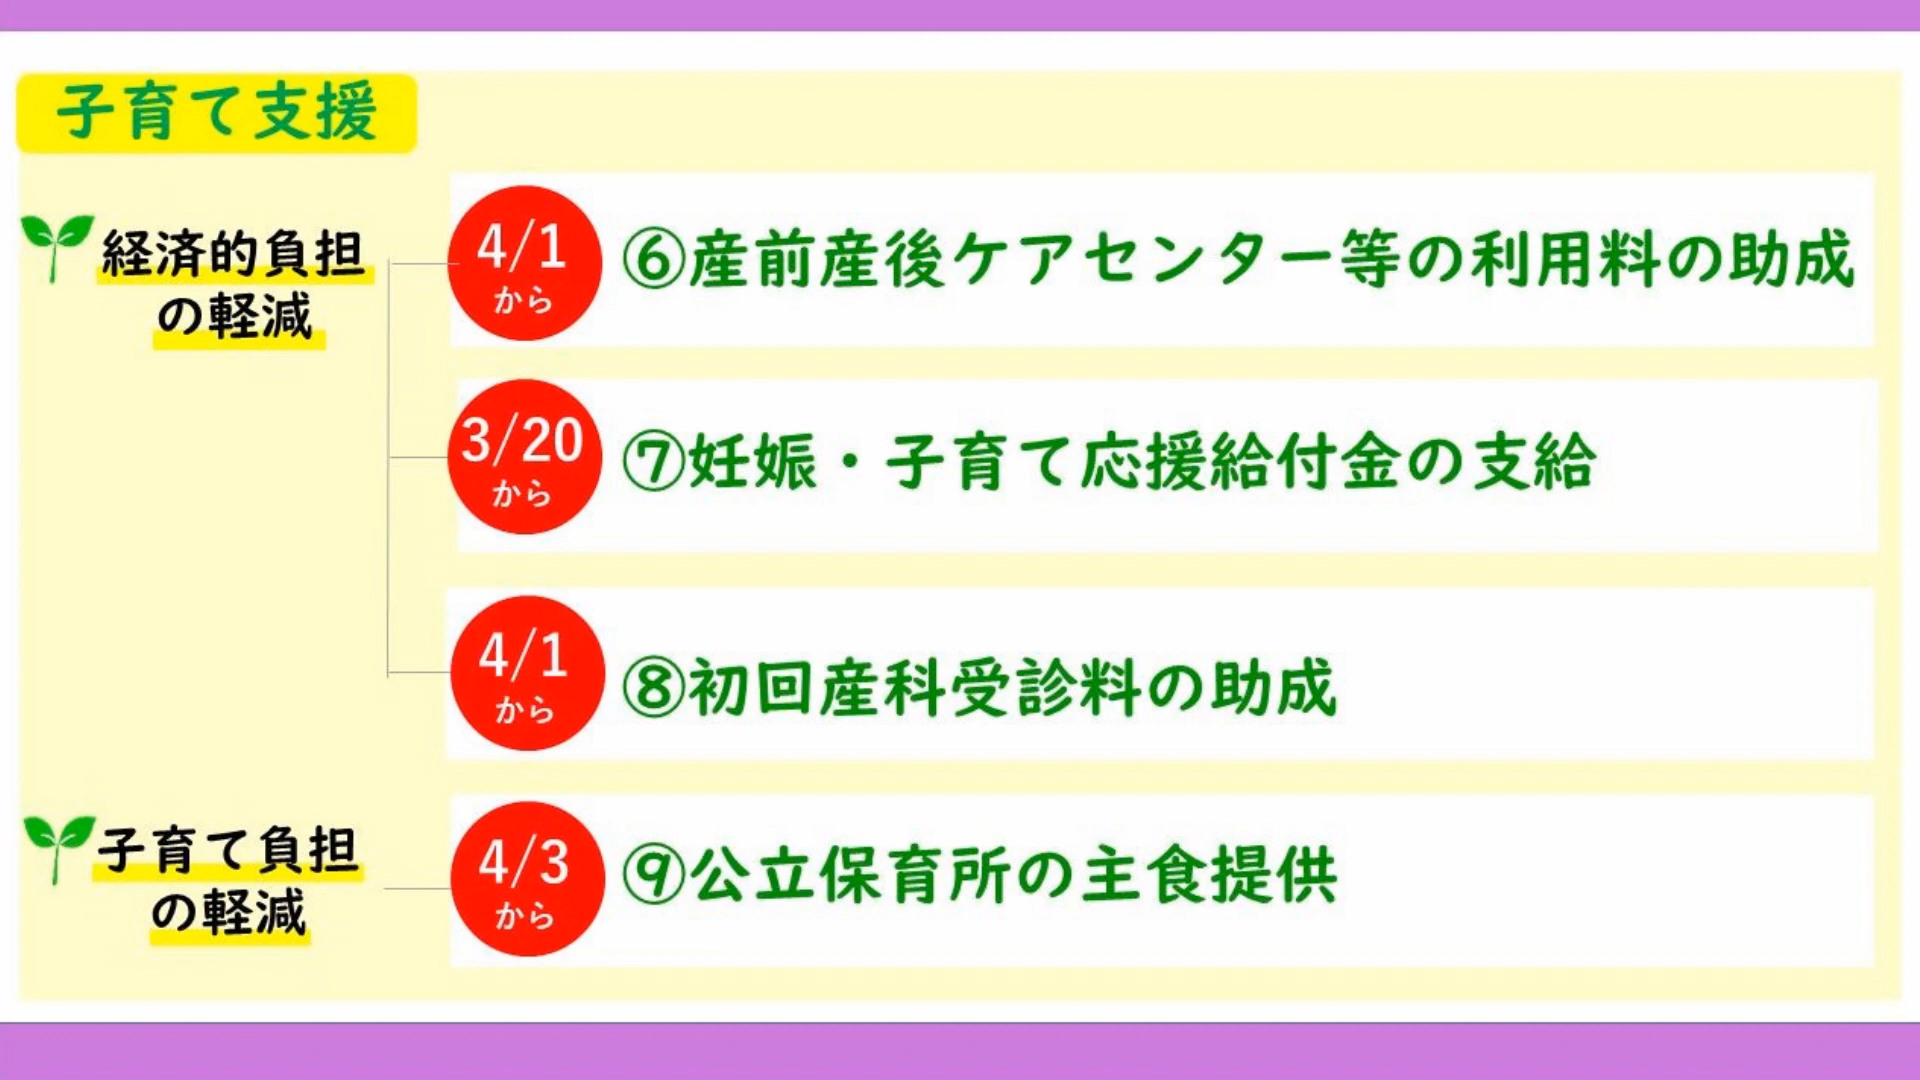 子育て支援
経済的負担
の軽減
4/1
から
⑥産前産後ケアセンター等の利用料の助成
3/20
から
⑦妊娠・子育て応援給付金の支給
4/1
から
⑧初回産科受診料の助成
子育て負担
の軽減
4/3
から
⑨公立保育所の主食提供